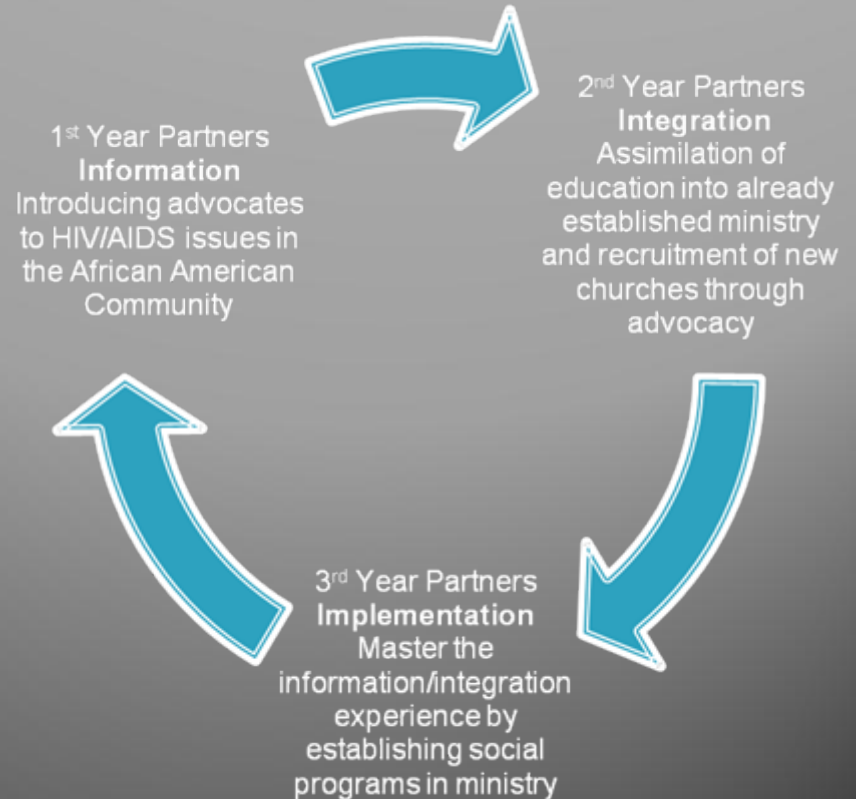 1st Year Partners
Information
Introducing advocates
to HIV/AIDS issues in
the African American
Community
2nd Year Partners
Integration
Assimilation of
education into already
established ministry
and recruitment of new
churches through
advocacy
3rd Year Partners
Implementation
Master the
information/integration
experience by
establishing social
programs in ministry